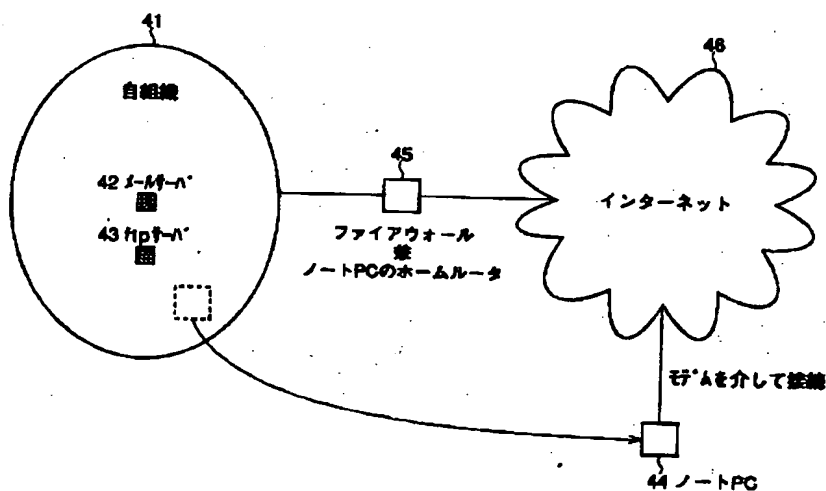 41
自組織
42 メールサーバ
43 ftpサーバ
45
ファイアウォール
兼
ノートPCのホームルータ
46
インターネット
モデムを介して接続
44 ノートPC